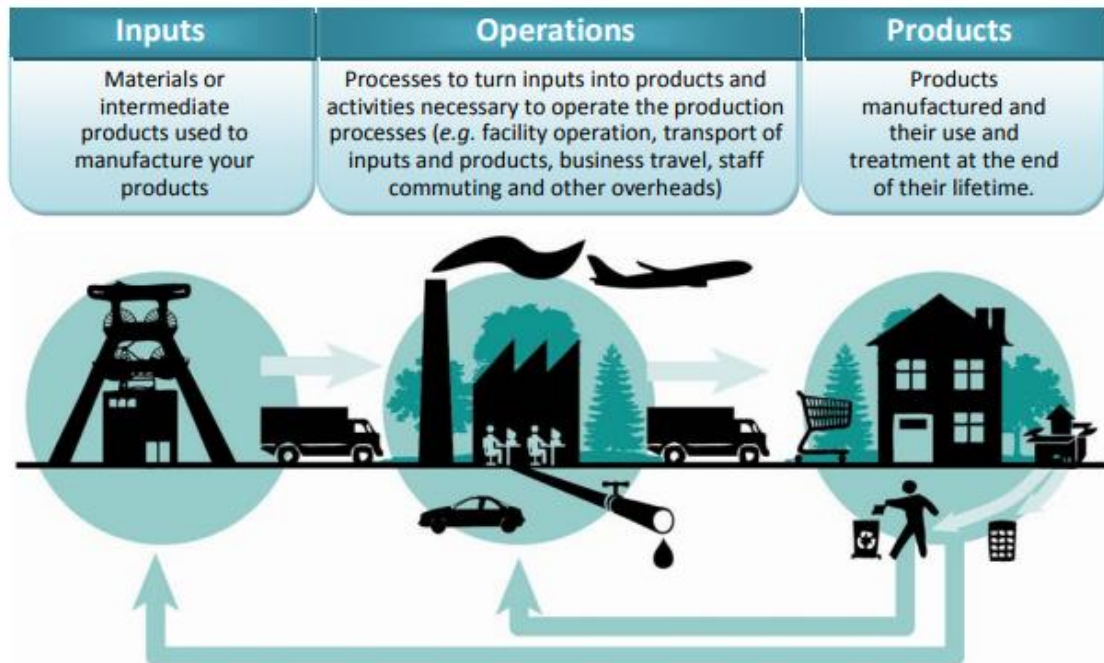 Inputs
Materials or
intermediate
products used to
manufacture your
products
Operations
Processes to turn inputs into products and
activities necessary to operate the production
processes (e.g. facility operation, transport of
inputs and products, business travel, staff
commuting and other overheads)
Products
Products
manufactured and
their use and
treatment at the end
of their lifetime.